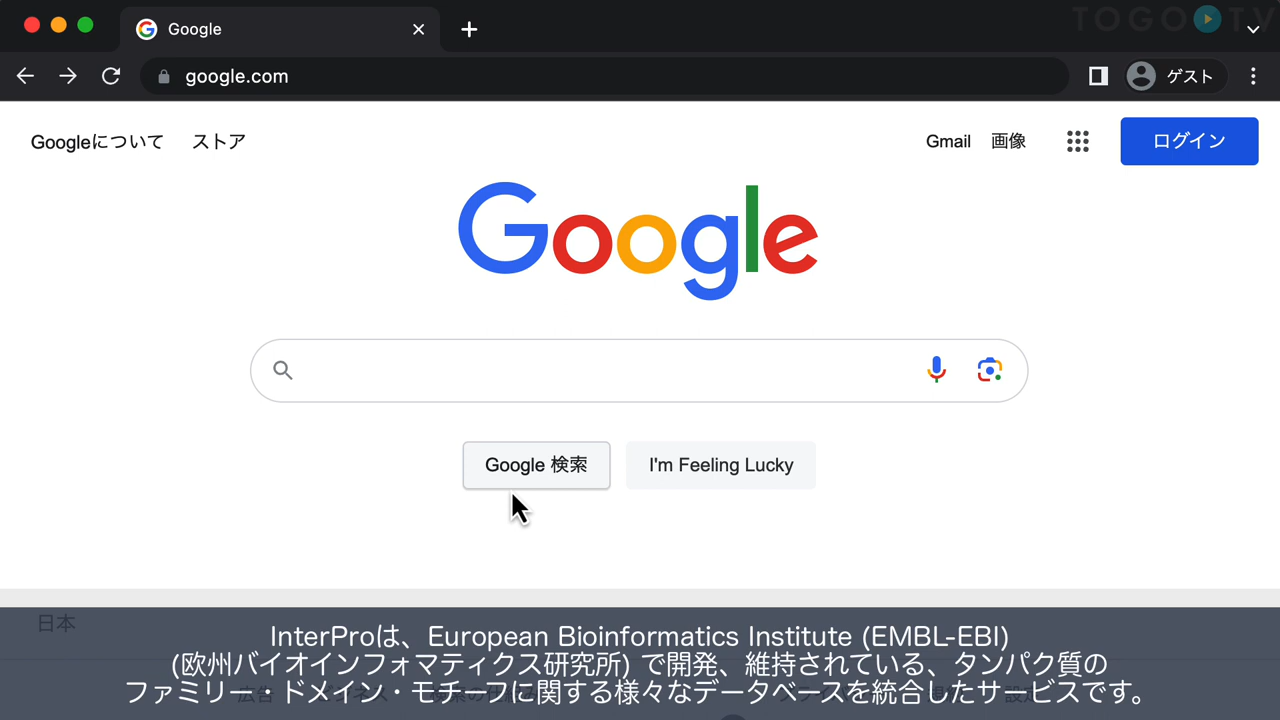 TOGO TV
Google
google.com
ゲスト
Googleについて ストア
Gmail 画像 ログイン
Google
Google 検索 I'm Feeling Lucky
日本
InterProは、European Bioinformatics Institute (EMBL-EBI)
(欧州バイオインフォマティクス研究所) で開発、維持されている、タンパク質の
ファミリー・ドメイン・モチーフに関する様々なデータベースを統合したサービスです。